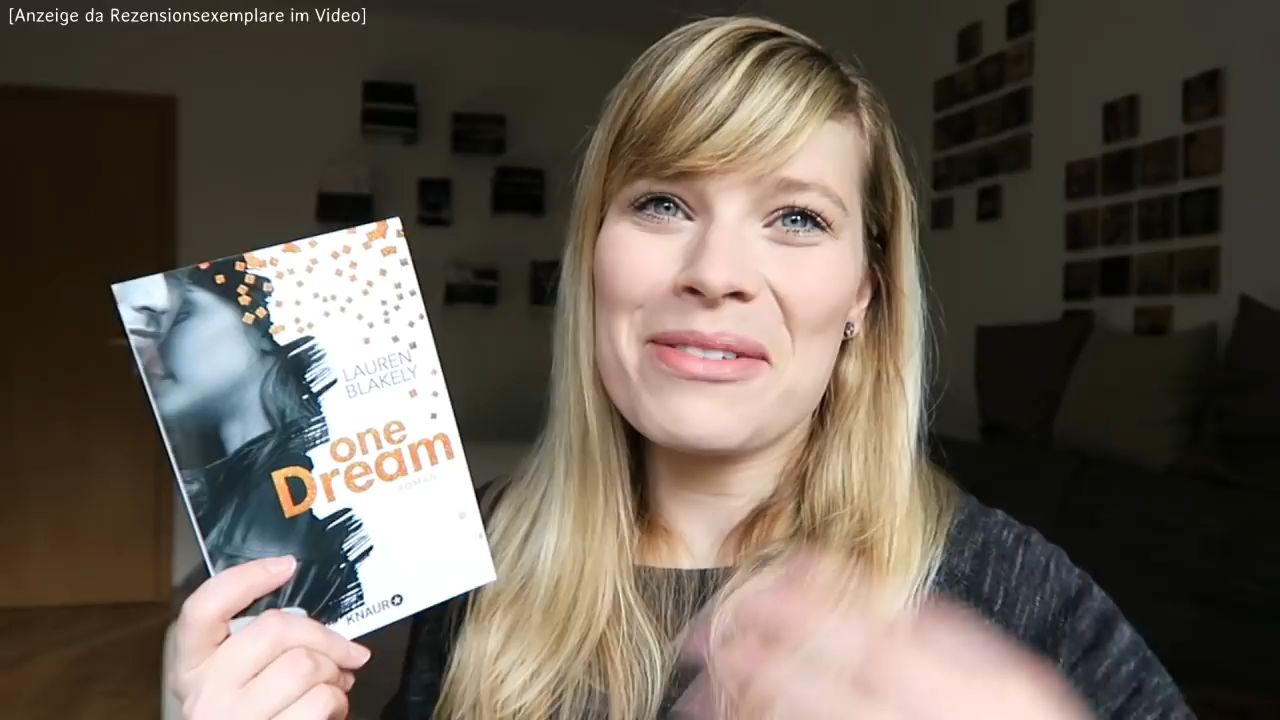 [Anzeige da Rezensionsexemplare im Video]
LAUREN
BLAKELY
one
Dream
ROMAN
KNAUR